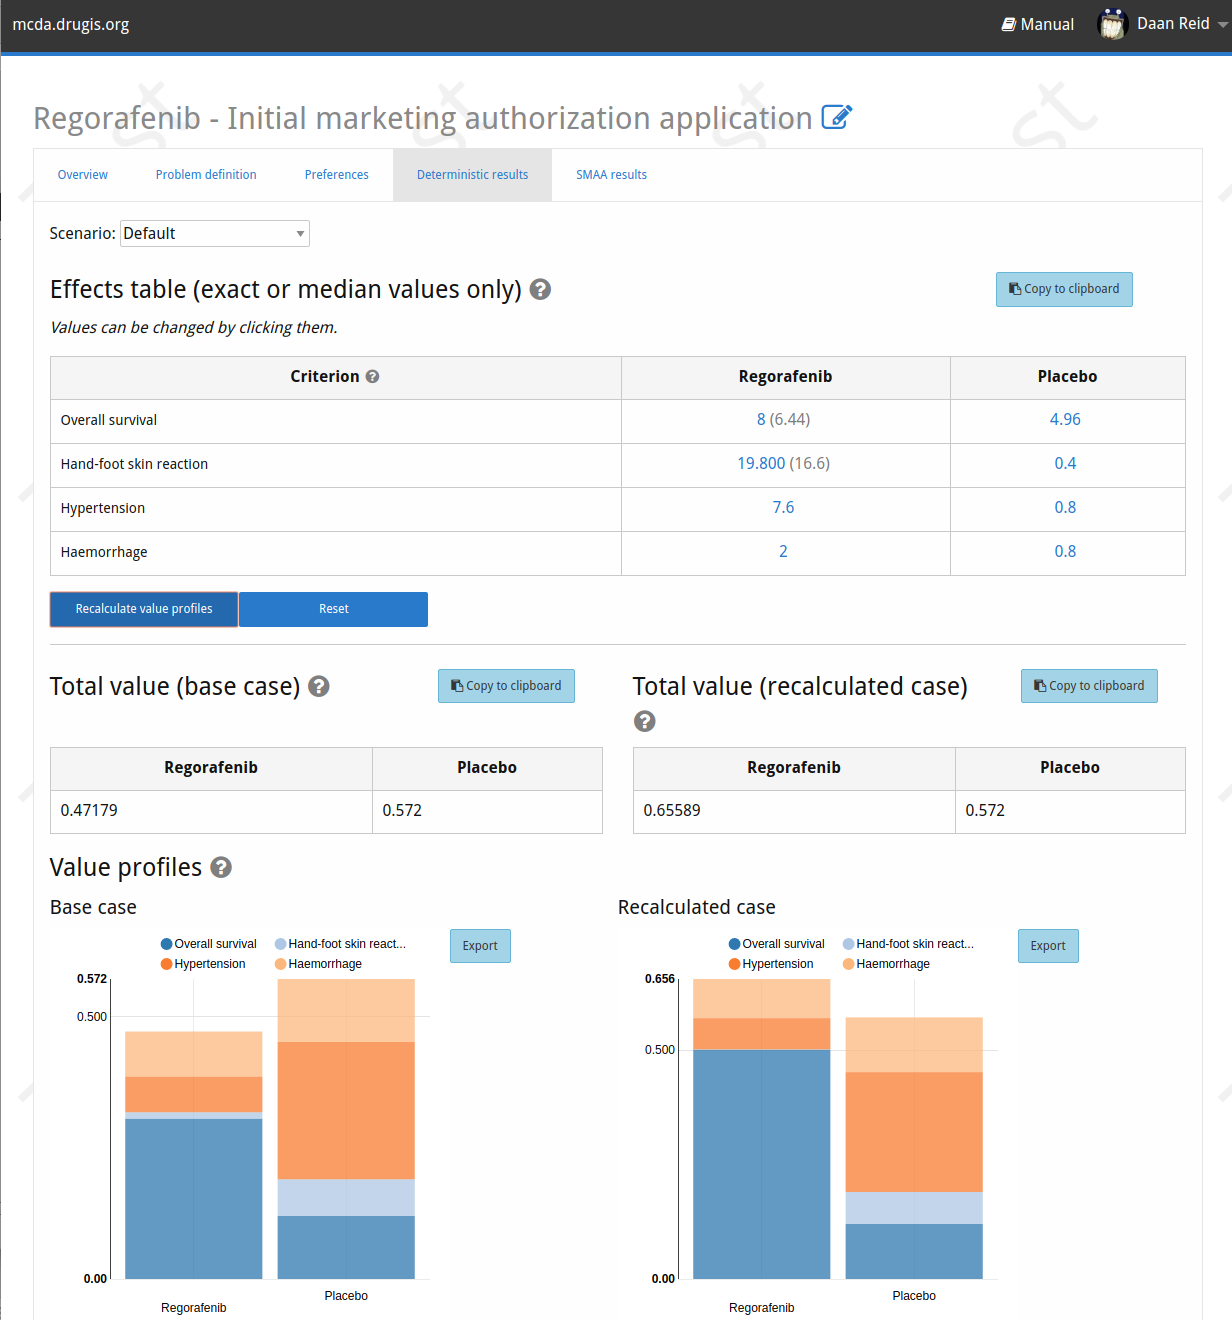 mcda.drugis.org Manual Daan Reid
Regorafenib - Initial marketing authorization application
Overview Problem definition Preferences Deterministic results SMAA results
Scenario: Default
Effects table (exact or median values only) ? Copy to clipboard
Values can be changed by clicking them.
Criterion ? Regorafenib Placebo
Overall survival 8 (6.44) 4.96
Hand-foot skin reaction 19.800 (16.6) 0.4
Hypertension 7.6 0.8
Haemorrhage 2 0.8
Recalculate value profiles Reset
Total value (base case) ? Copy to clipboard
Regorafenib Placebo
0.47179 0.572
Total value (recalculated case) ? Copy to clipboard
Regorafenib Placebo
0.65589 0.572
Value profiles ?
Base case
Overall survival Hand-foot skin react...
Hypertension Haemorrhage
Export
0.572
0.500
0.00
Regorafenib Placebo
Recalculated case
Overall survival Hand-foot skin react...
Hypertension Haemorrhage
Export
0.656
0.500
0.00
Regorafenib Placebo